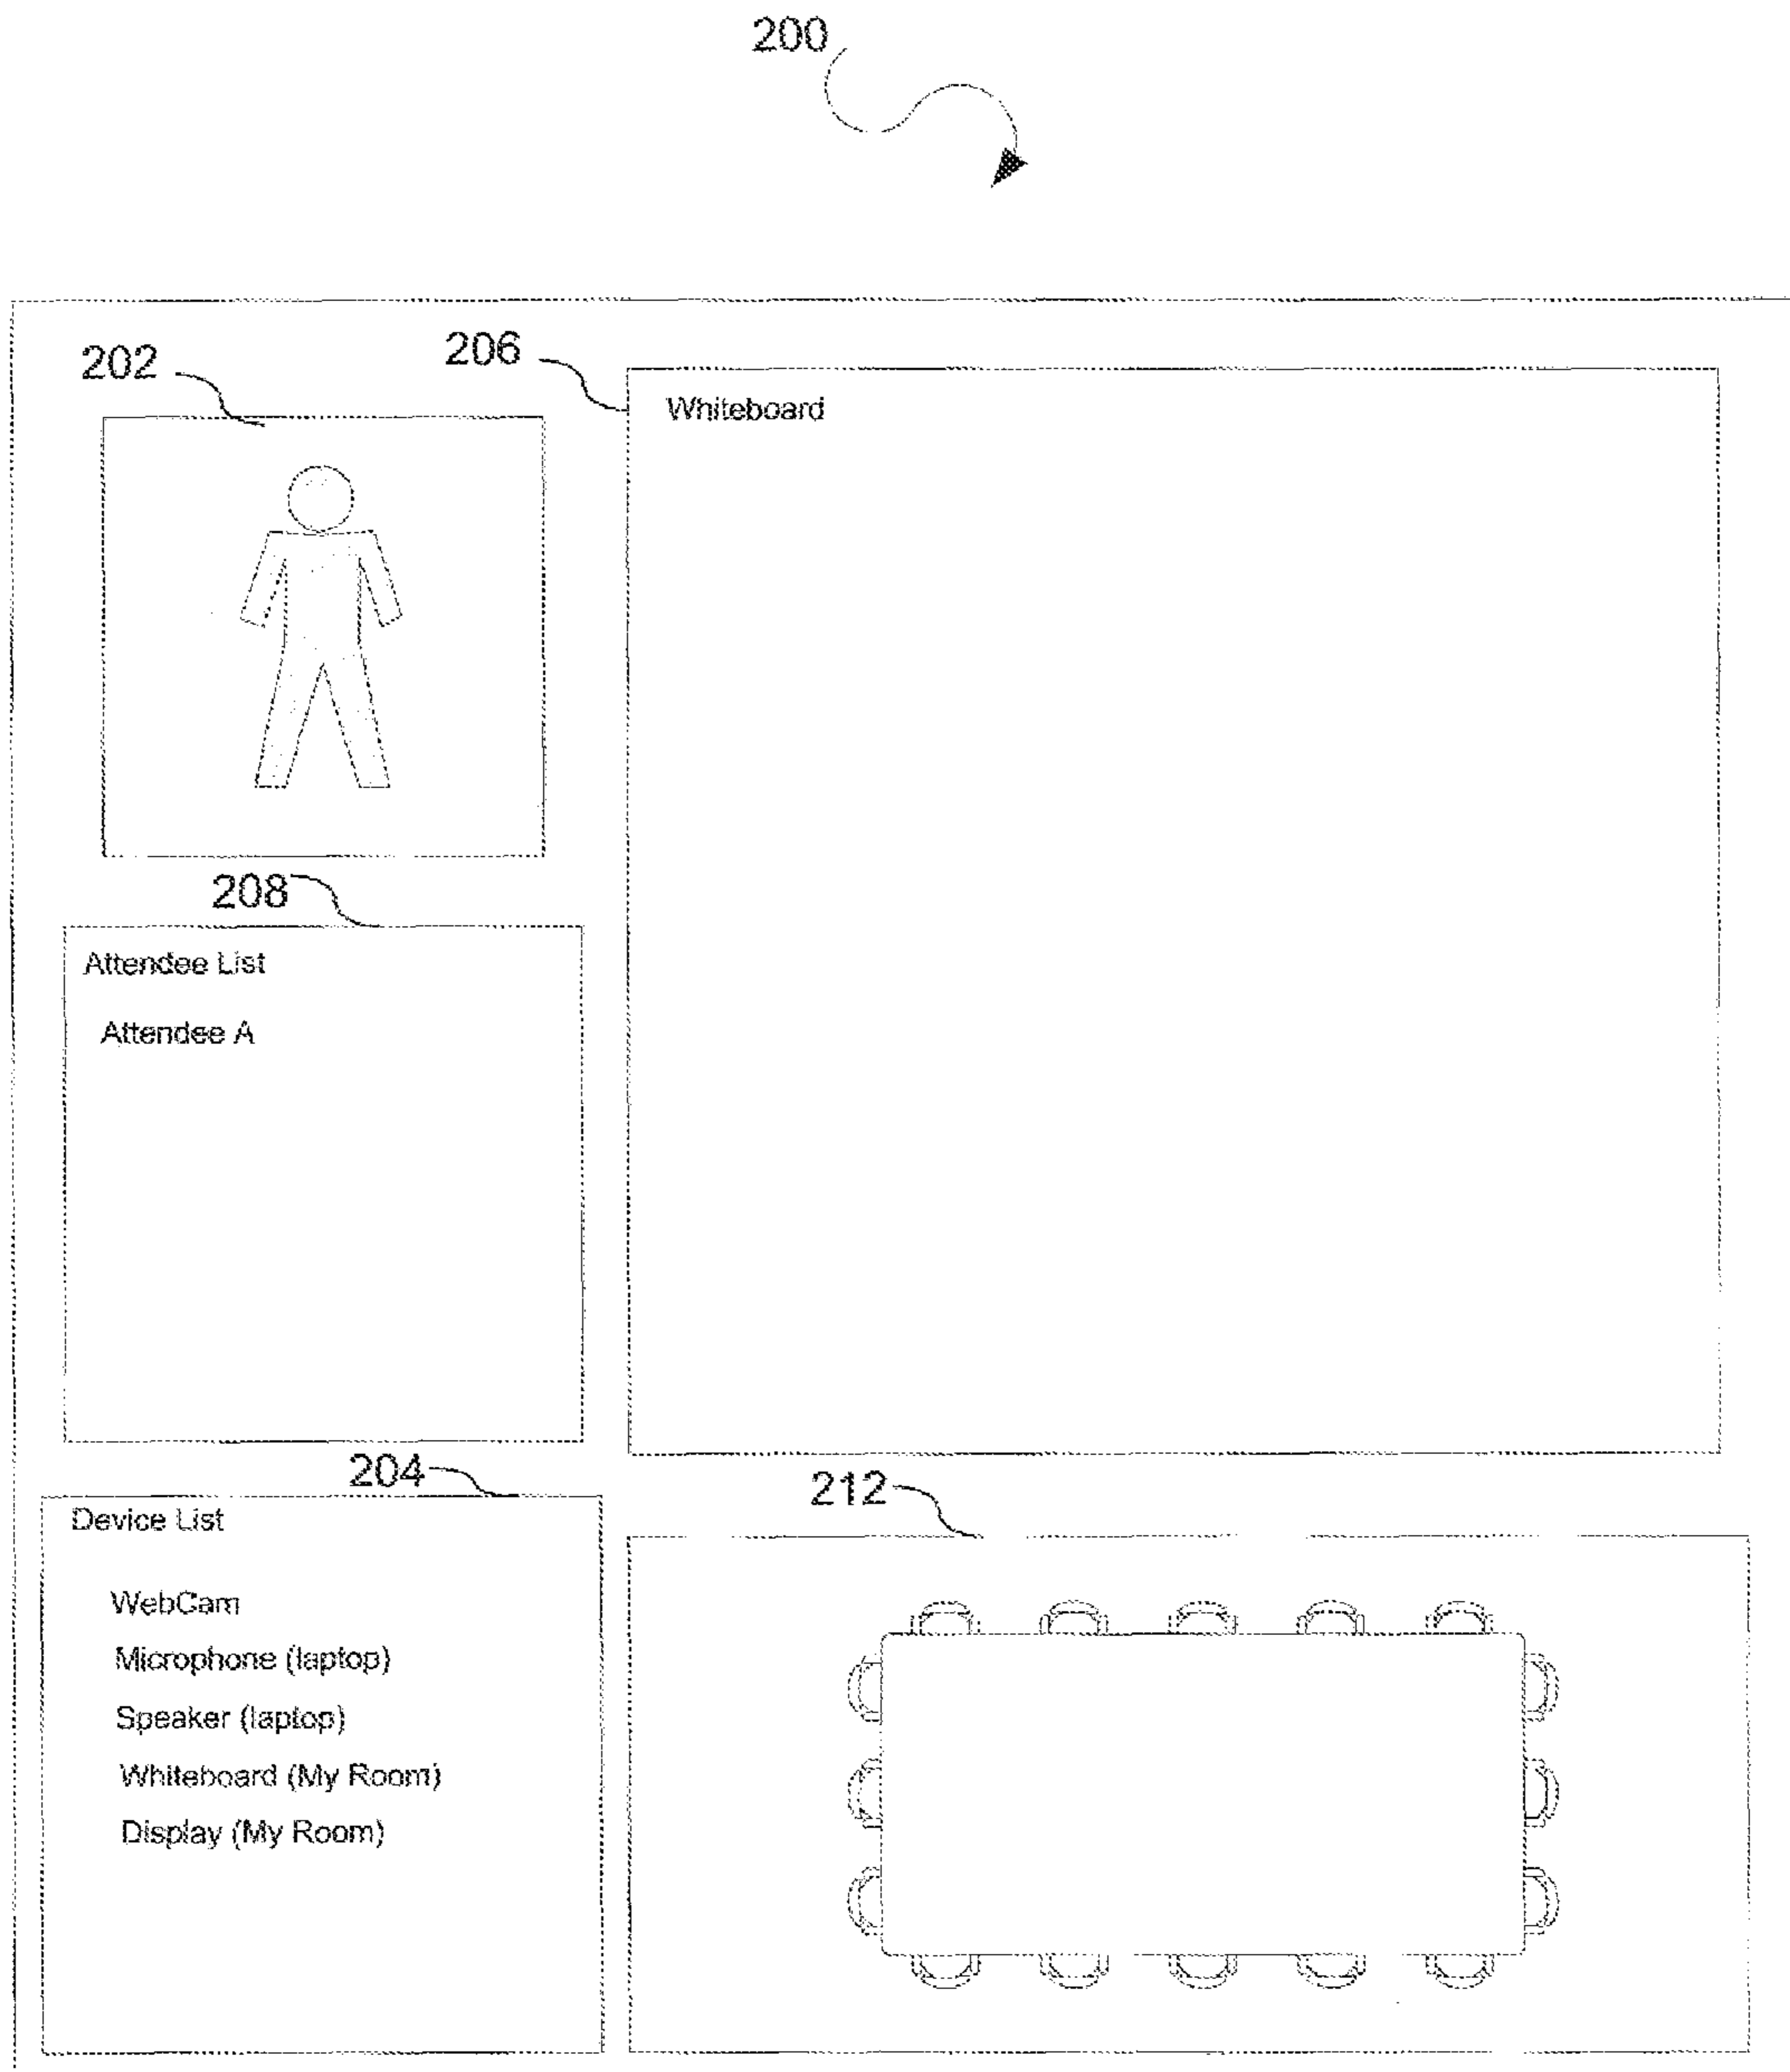 200
202
206
Whiteboard
208
Attendee List
Attendee A
204
Device List
WebCam
Microphone (laptop)
Speaker (laptop)
Whiteboard (My Room)
Display (My Room)
212